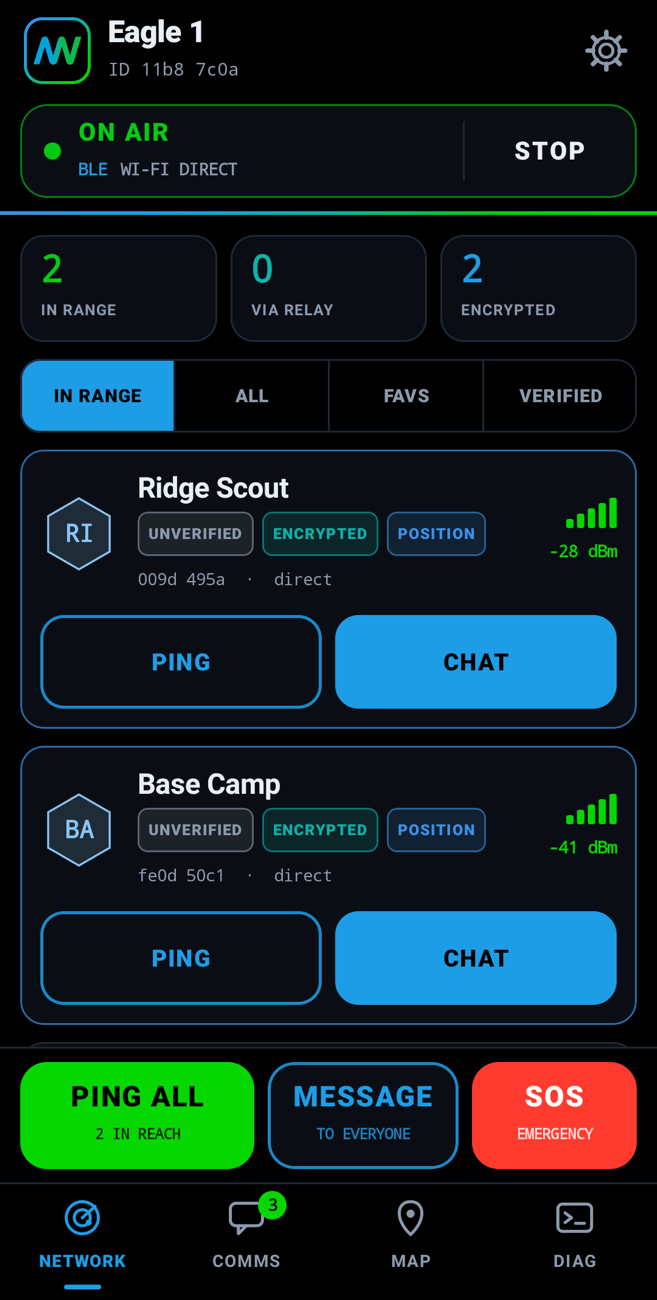 Eagle 1
ID 11b8 7c0a
ON AIR
BLE WI-FI DIRECT
STOP
2
IN RANGE
0
VIA RELAY
2
ENCRYPTED
IN RANGE
ALL
FAVS
VERIFIED
Ridge Scout
RI
UNVERIFIED
ENCRYPTED
POSITION
-28 dBm
009d 495a · direct
PING
CHAT
Base Camp
BA
UNVERIFIED
ENCRYPTED
POSITION
-41 dBm
fe0d 50c1 · direct
PING
CHAT
PING ALL
2 IN REACH
MESSAGE
TO EVERYONE
SOS
EMERGENCY
NETWORK
3
COMMS
MAP
DIAG